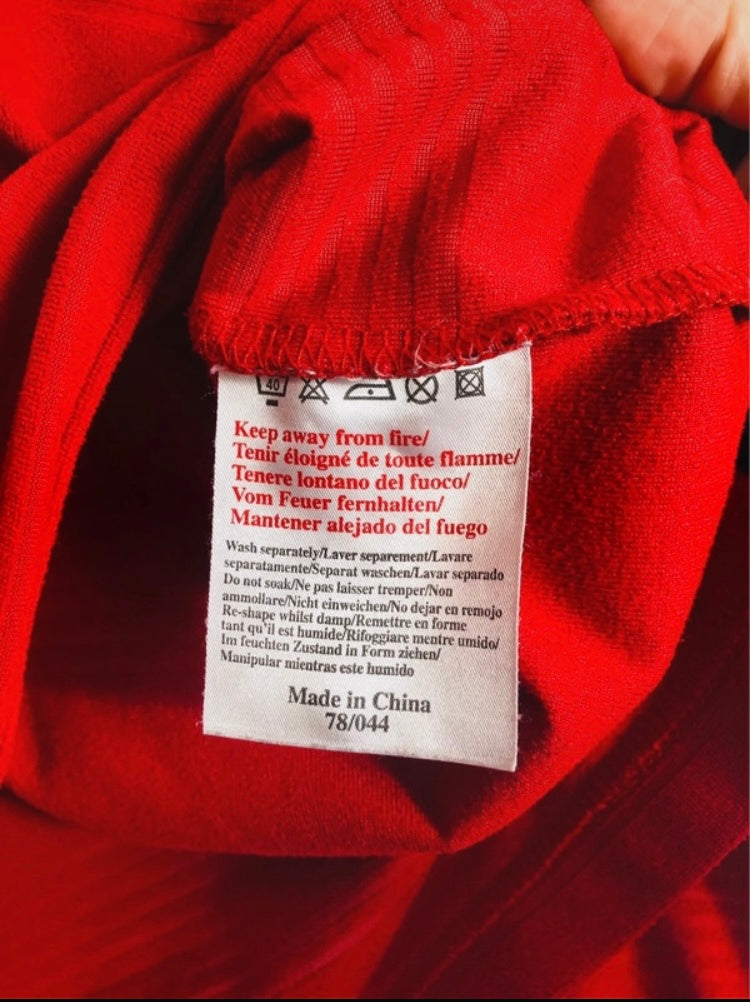 40
Keep away from fire/
Tenir éloigné de toute flamme/
Tenere lontano del fuoco/
Vom Feuer fernhalten/
Mantener alejado del fuego
Wash separately/Laver separement/Lavare
separatamente/Separat waschen/Lavar separado
Do not soak/Ne pas laisser tremper/Non
ammollare/Nicht einweichen/No dejar en remojo
Re-shape whilst damp/Remettre en forme
tant qu'il est humide/Rifoggiare mentre umido/
Im feuchten Zustand in Form ziehen/
Manipular mientras este humido
Made in China
78/044